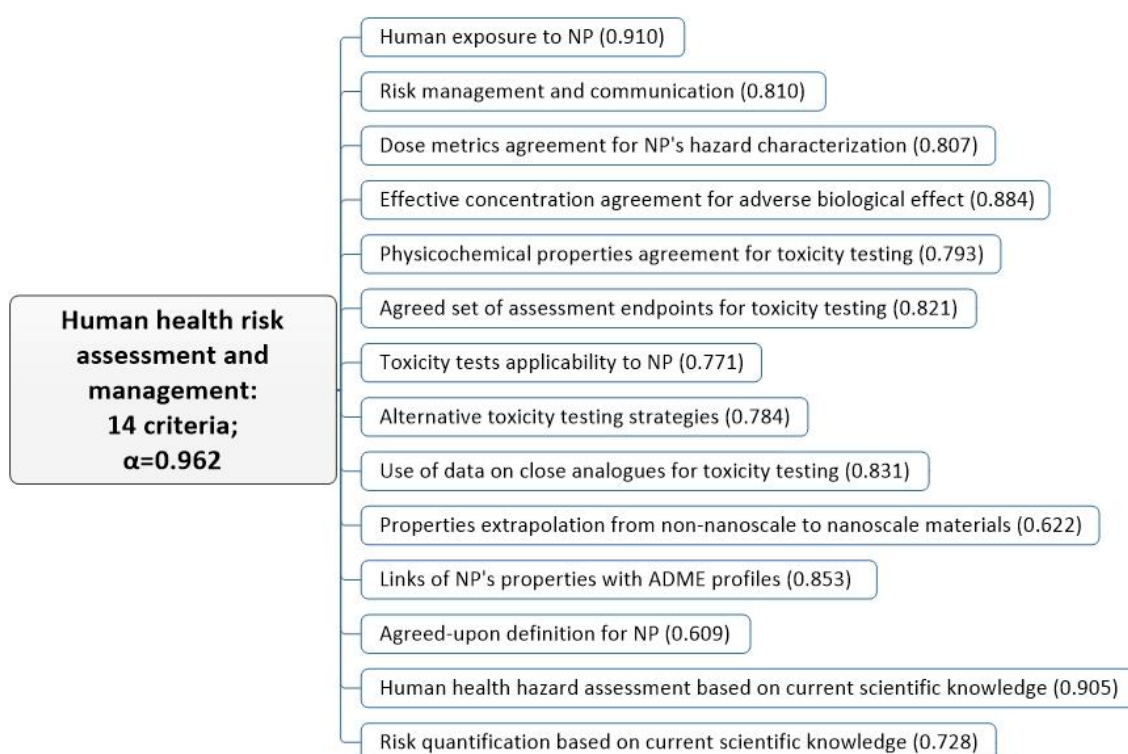 Human exposure to NP (0.910)
Risk management and communication (0.810)
Dose metrics agreement for NP's hazard characterization (0.807)
Effective concentration agreement for adverse biological effect (0.884)
Physicochemical properties agreement for toxicity testing (0.793)
Agreed set of assessment endpoints for toxicity testing (0.821)
Human health risk
assessment and
management:
14 criteria;
α=0.962
Toxicity tests applicability to NP (0.771)
Alternative toxicity testing strategies (0.784)
Use of data on close analogues for toxicity testing (0.831)
Properties extrapolation from non-nanoscale to nanoscale materials (0.622)
Links of NP's properties with ADME profiles (0.853)
Agreed-upon definition for NP (0.609)
Human health hazard assessment based on current scientific knowledge (0.905)
Risk quantification based on current scientific knowledge (0.728)